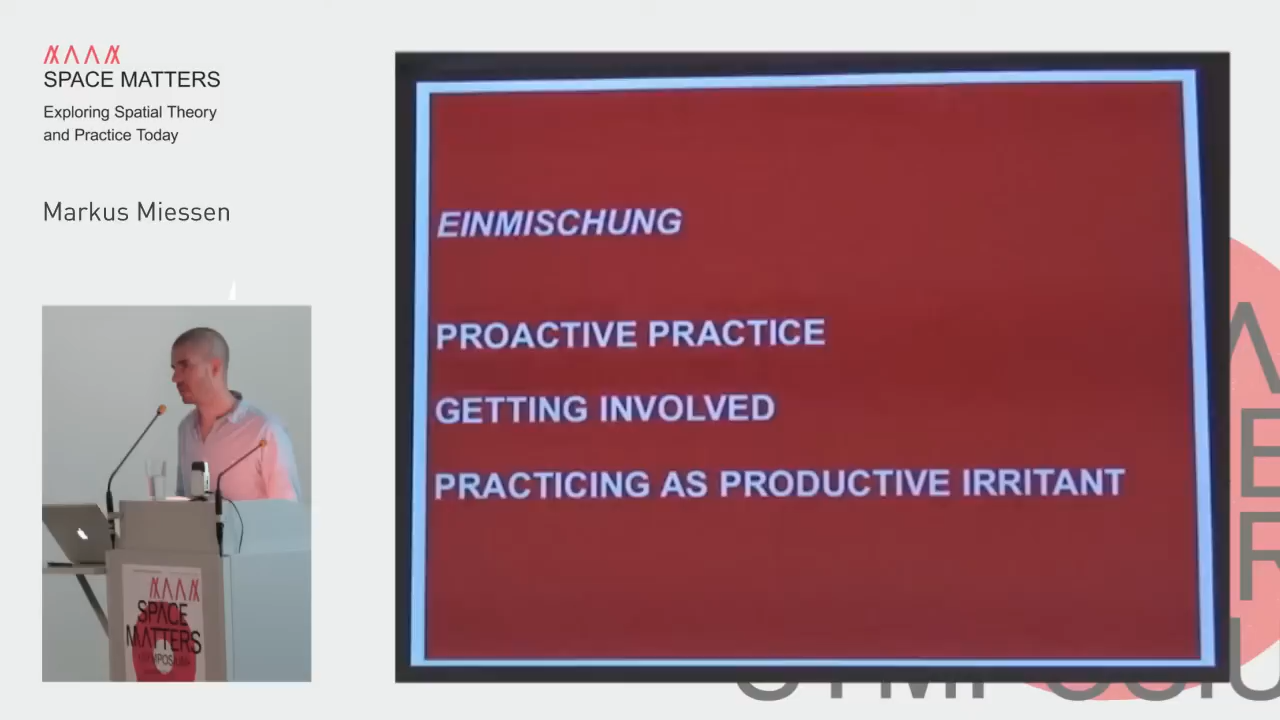 SPACE MATTERS
Exploring Spatial Theory
and Practice Today
Markus Miessen
EINMISCHUNG
PROACTIVE PRACTICE
GETTING INVOLVED
PRACTICING AS PRODUCTIVE IRRITANT
SPACE
MATTERS
SYMPOSIUM